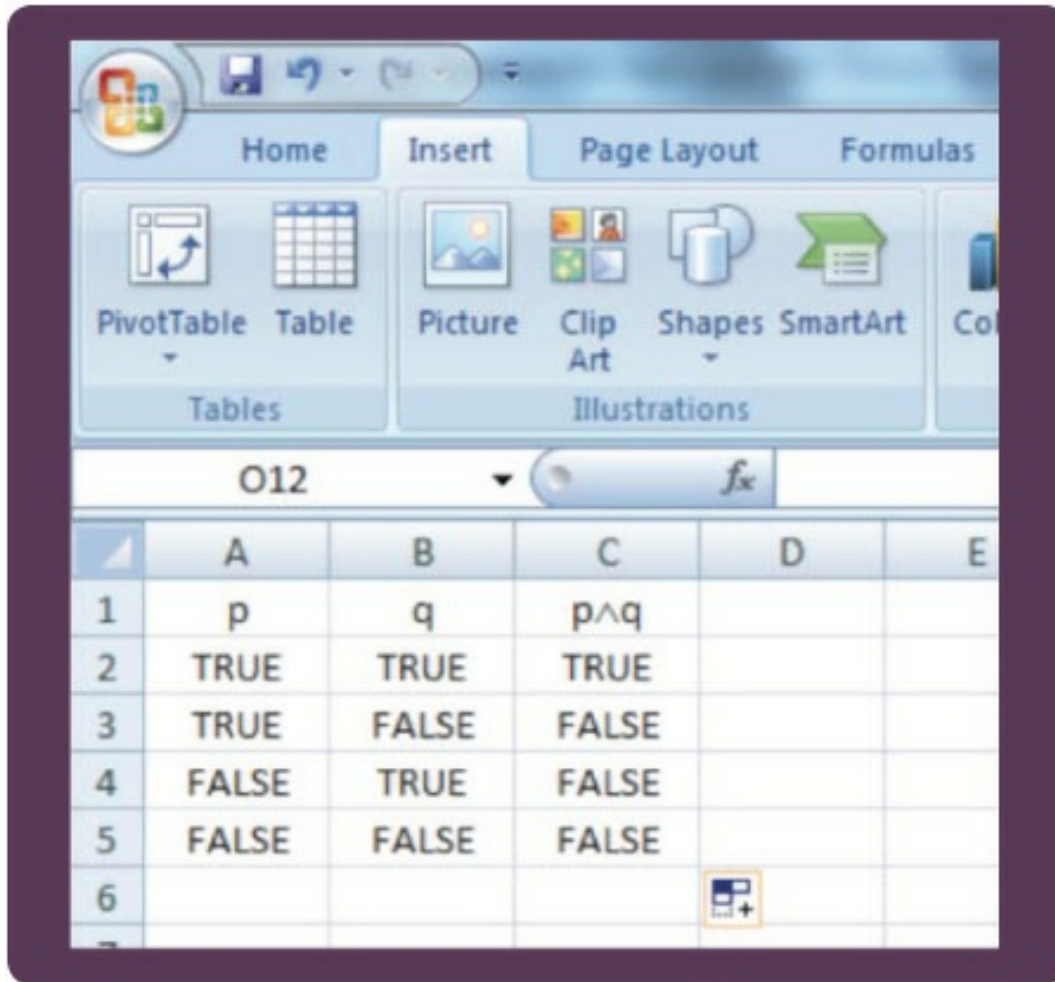 Home Insert Page Layout Formulas
PivotTable Table Picture Clip Art Shapes SmartArt
Tables Illustrations
O12 fx
A B C D E
1 p q p∧q
2 TRUE TRUE TRUE
3 TRUE FALSE FALSE
4 FALSE TRUE FALSE
5 FALSE FALSE FALSE
6